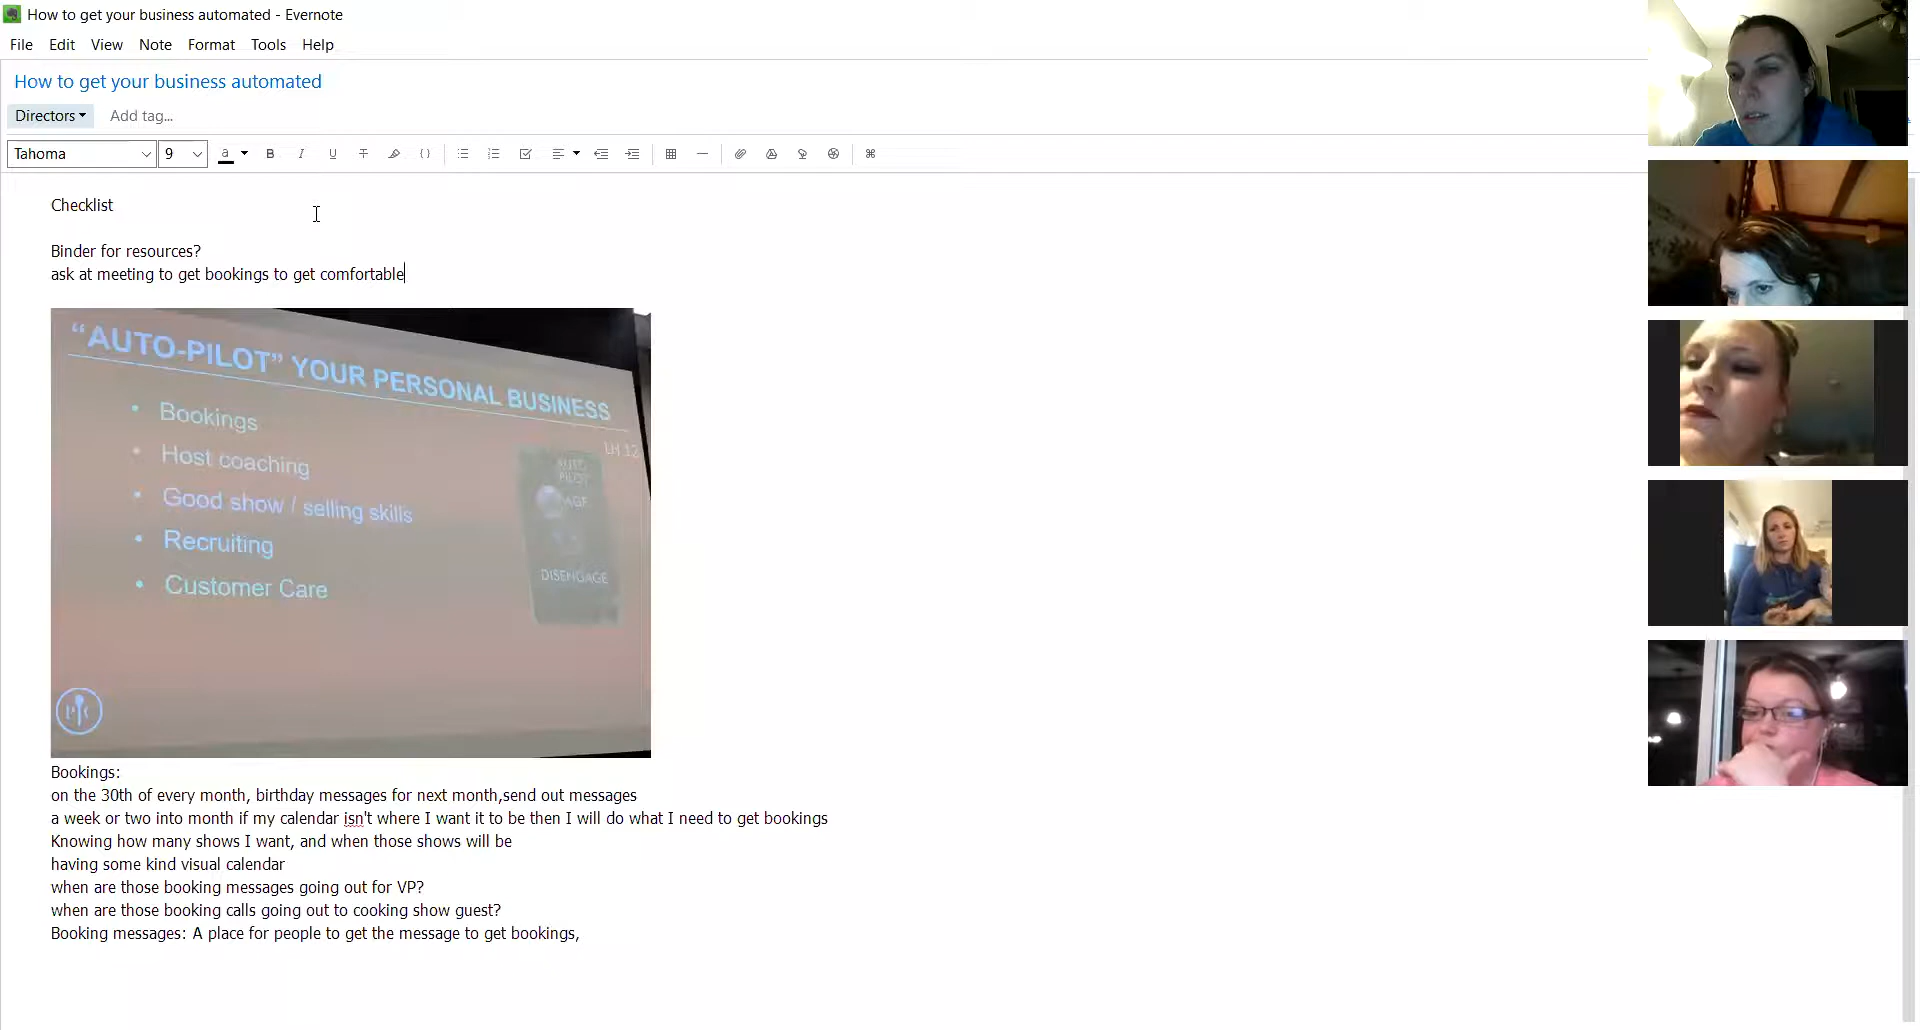 How to get your business automated - Evernote
File Edit View Note Format Tools Help
How to get your business automated
Directors Add tag...
Tahoma 9 a B I U T
Checklist
Binder for resources?
ask at meeting to get bookings to get comfortable
“AUTO-PILOT” YOUR PERSONAL BUSINESS
LH 12
• Bookings
• Host coaching
• Good show / selling skills
• Recruiting
• Customer Care
AUTO
PILOT
DISENGAGE
Bookings:
on the 30th of every month, birthday messages for next month,send out messages
a week or two into month if my calendar isn't where I want it to be then I will do what I need to get bookings
Knowing how many shows I want, and when those shows will be
having some kind visual calendar
when are those booking messages going out for VP?
when are those booking calls going out to cooking show guest?
Booking messages: A place for people to get the message to get bookings,